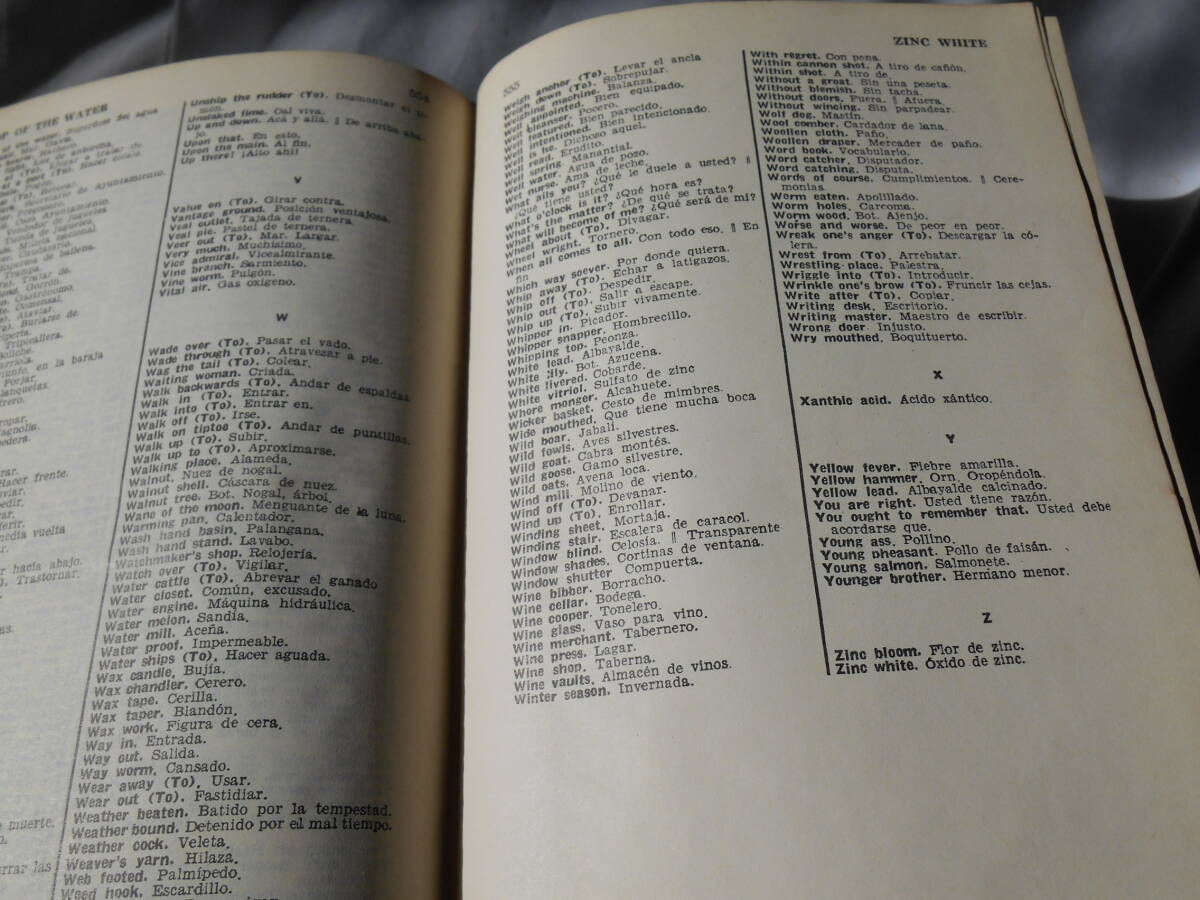 OP OF THE WATER
554
Unship the rudder (To). Desmontar el ti-
món.
Unslaked lime. Cal viva.
Up and down. Acá y allá. || De arriba aba-
jo.
Upon that. En esto.
Upon the main. Al fin.
Up there! ¡Alto ahí!
V
Value en (To). Girar contra.
Vantage ground. Posición ventajosa.
Veal outlet. Tajada de ternera
Veal pie. Pastel de ternera.
Veer out (To). Mar. Largar.
Very much. Muchísimo.
Vice admiral. Vicealmirante.
Vine branch. Sarmiento.
Vine worm. Pulgón.
Vital air. Gas oxígeno.
W
Wade over (To). Pasar el vado.
Wade through (To). Atravesar a pie.
Wag the tail (To). Colear.
Waiting woman. Criada.
Walk backwards (To). Andar de espaldas
Walk in (To). Entrar.
Walk into (To). Entrar en.
Walk off (To). Irse.
Walk on tiptoe (To). Andar de puntillas.
Walk up (To). Subir.
Walk up to (To). Aproximarse.
Walking place. Alameda.
Walnut. Nuez de nogal.
Walnut shell. Cáscara de nuez.
Walnut tree. Bot. Nogal, árbol.
Wane of the moon. Menguante de la luna.
Warming pan. Calentador.
Wash hand basin. Palangana.
Wash hand stand. Lavabo.
Watchmaker's shop. Relojería.
Watch over (To). Vigilar.
Water cattle (To). Abrevar el ganado
Water closet. Común, excusado.
Water engine. Máquina hidráulica.
Water melon. Sandía.
Water mill. Aceña.
Water proof. Impermeable.
Water ships (To). Hacer aguada.
Wax candle. Bujía.
Wax chandler. Cerero.
Wax tape. Cerilla.
Wax taper. Blandón.
Wax work. Figura de cera.
Way in. Entrada.
Way out. Salida.
Way worm. Cansado.
Wear away (To). Usar.
Wear out (To). Fastidiar.
Weather beaten. Batido por la tempestad.
Weather bound. Detenido por el mal tiempo.
Weather cock. Veleta.
Weaver's yarn. Hilaza.
Web footed. Palmípedo.
Weed hook. Escardillo.
555
ZINC WHITE
Weigh anchor (To). Levar el ancla
Weigh down (To). Sobrepujar.
Weighing machine. Balanza.
Well appointed. Bien equipado.
Well cleanser. Pocero.
Well featured. Bien parecido.
Well intentioned. Bien intencionado.
Well is he. Dichoso aquel.
Well read. Erudito.
Well spring. Manantial.
Well water. Agua de pozo.
Wet nurse. Ama de leche.
What ails you? ¿Qué le duele a usted? ||
¿Qué tiene usted?
What o'clock is it? ¿Qué hora es?
What's the matter? ¿De qué se trata?
What will become of me? ¿Qué será de mí?
Wheel about (To). Divagar.
Wheel wright. Tornero.
When all comes to all. Con todo eso. || En
fin
Which way soever. Por donde quiera.
Whip away (To). Echar a latigazos.
Whip off (To). Despedir.
Whip out (To). Salir a escape.
Whip up (To). Subir vivamente.
Whipper in. Picador.
Whipper snapper. Hombrecillo.
Whipping top. Peonza.
White lead. Albayalde.
White lily. Bot. Azucena.
White livered. Cobarde.
White vitriol. Sulfato de zinc
Whore monger. Alcahuete.
Wicker basket. Cesto de mimbres.
Wide mouthed. Que tiene mucha boca
Wild boar. Jabalí.
Wild fowls. Aves silvestres.
Wild goat. Cabra montés.
Wild goose. Gamo silvestre.
Wild oats. Avena loca.
Wind mill. Molino de viento.
Wind off (To). Devanar.
Wind up (To). Enrollar.
Winding sheet. Mortaja.
Winding stair. Escalera de caracol.
Window blind. Celosía. || Transparente
Window shades. Cortinas de ventana.
Window shutter Compuerta.
Wine bibber. Borracho.
Wine cellar. Bodega.
Wine cooper. Tonelero.
Wine glass. Vaso para vino.
Wine merchant. Tabernero.
Wine press. Lagar.
Wine shop. Taberna.
Wine vaults. Almacén de vinos.
Winter season. Invernada.
With regret. Con pena.
Within cannon shot. A tiro de cañón.
Within shot. A tiro de.
Without a groat. Sin una peseta.
Without blemish. Sin tacha.
Without doors. Fuera. || Afuera.
Without wincing. Sin parpadear.
Wolf dog. Mastín.
Wool comber. Cardador de lana.
Woollen cloth. Paño.
Woollen draper. Mercader de paño.
Word book. Vocabulario.
Word catcher. Disputador.
Word catching. Disputa.
Words of course. Cumplimientos. || Cere-
monias.
Worm eaten. Apolillado.
Worm holes. Carcoma.
Worm wood. Bot. Ajenjo.
Worse and worse. De peor en peor.
Wreak one's anger (To). Descargar la có-
lera.
Wrest from (To). Arrebatar.
Wrestling place. Palestra.
Wriggle into (To). Introducir.
Wrinkle one's brow (To). Fruncir las cejas.
Write after (To). Copiar.
Writing desk. Escritorio.
Writing master. Maestro de escribir.
Wrong doer. Injusto.
Wry mouthed. Boquituerto.
X
Xanthic acid. Acido xántico.
Y
Yellow fever. Fiebre amarilla.
Yellow hammer. Orn. Oropéndola.
Yellow lead. Albayalde calcinado.
You are right. Usted tiene razón.
You ought to remember that. Usted debe
acordarse que.
Young ass. Pollino.
Young pheasant. Pollo de faisán.
Young salmon. Salmonete.
Younger brother. Hermano menor.
Z
Zinc bloom. Flor de zinc.
Zinc white. Óxido de zinc.